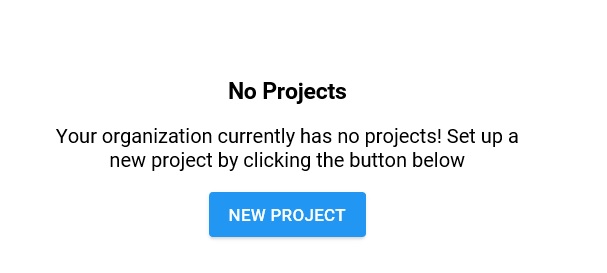 No Projects
Your organization currently has no projects! Set up a
new project by clicking the button below
NEW PROJECT